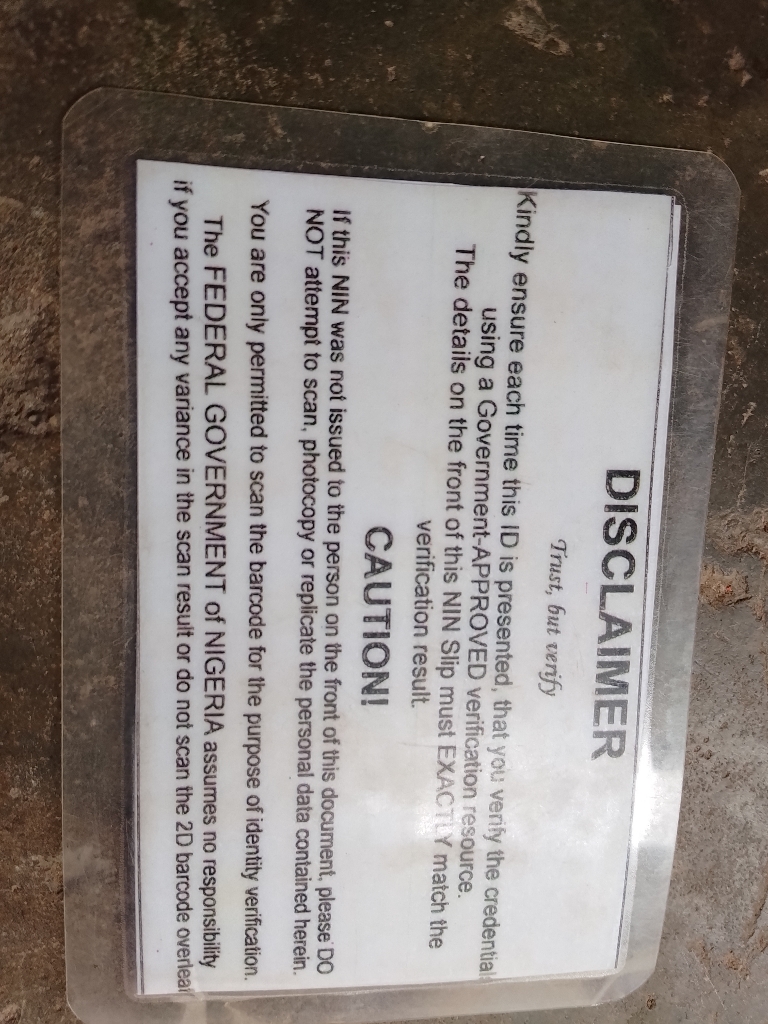 DISCLAIMER
Trust, but verify
Kindly ensure each time this ID is presented, that you verify the credential
using a Government-APPROVED verification resource.
The details on the front of this NIN Slip must EXACTLY match the
verification result.
CAUTION!
If this NIN was not issued to the person on the front of this document, please DO
NOT attempt to scan, photocopy or replicate the personal data contained herein.
You are only permitted to scan the barcode for the purpose of identity verification.
The FEDERAL GOVERNMENT of NIGERIA assumes no responsibility
if you accept any variance in the scan result or do not scan the 2D barcode overleaf